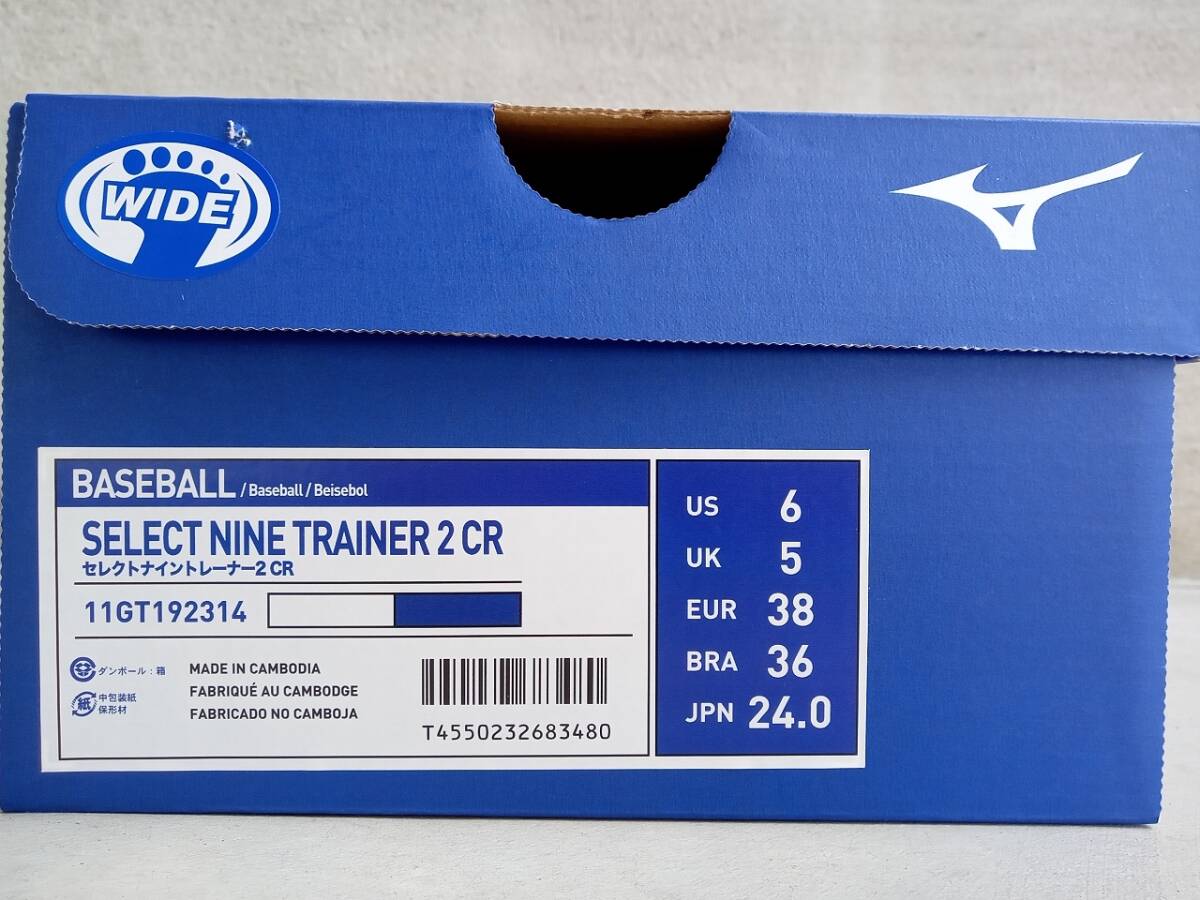 WIDE
BASEBALL / Baseball / Beisebol
SELECT NINE TRAINER 2 CR
セレクトナイントレーナー2 CR
11GT192314
ダンボール：箱
紙 中包装紙
保形材
MADE IN CAMBODIA
FABRIQUÉ AU CAMBODGE
FABRICADO NO CAMBOJA
T4550232683480
US 6
UK 5
EUR 38
BRA 36
JPN 24.0